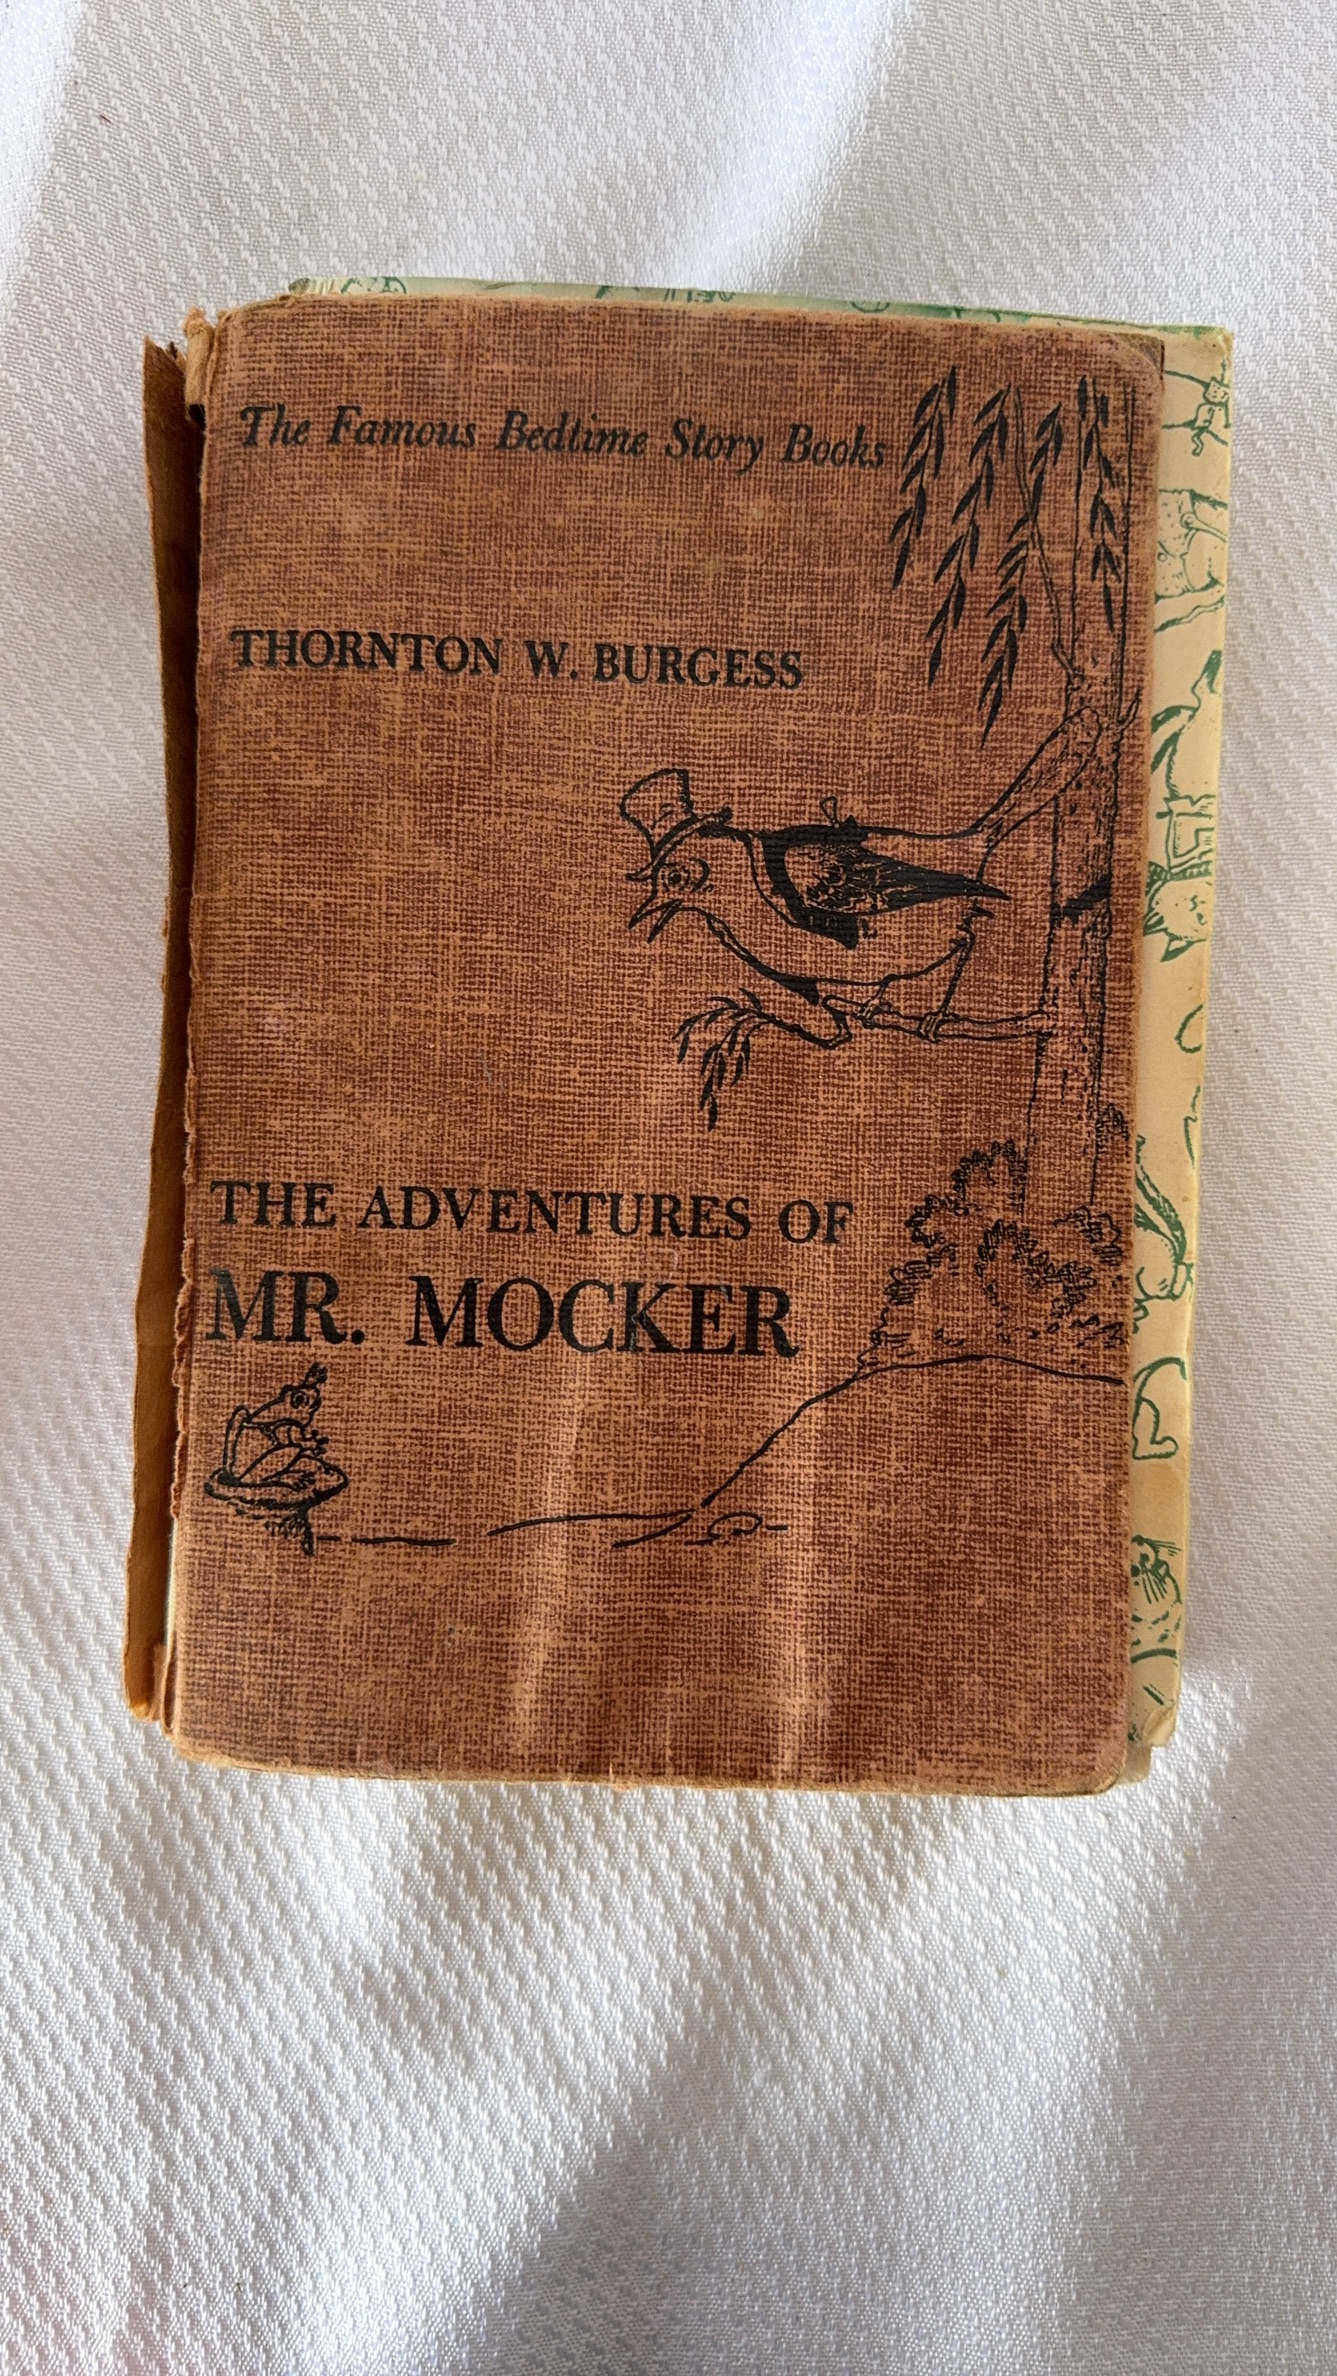 The Famous Bedtime Story Books
THORNTON W. BURGESS
THE ADVENTURES OF
MR. MOCKER